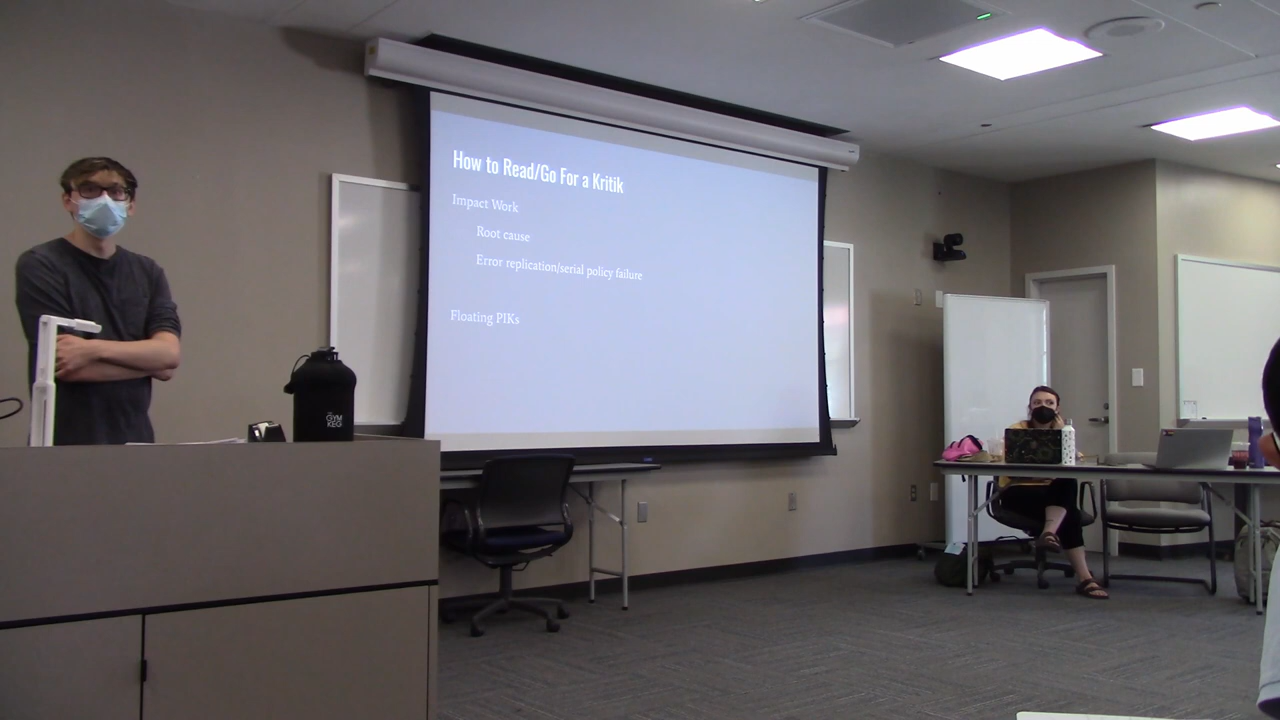 How to Read/Go For a Kritik
Impact Work
Root cause
Error replication/serial policy failure
Floating PIKs
GYM
KEG